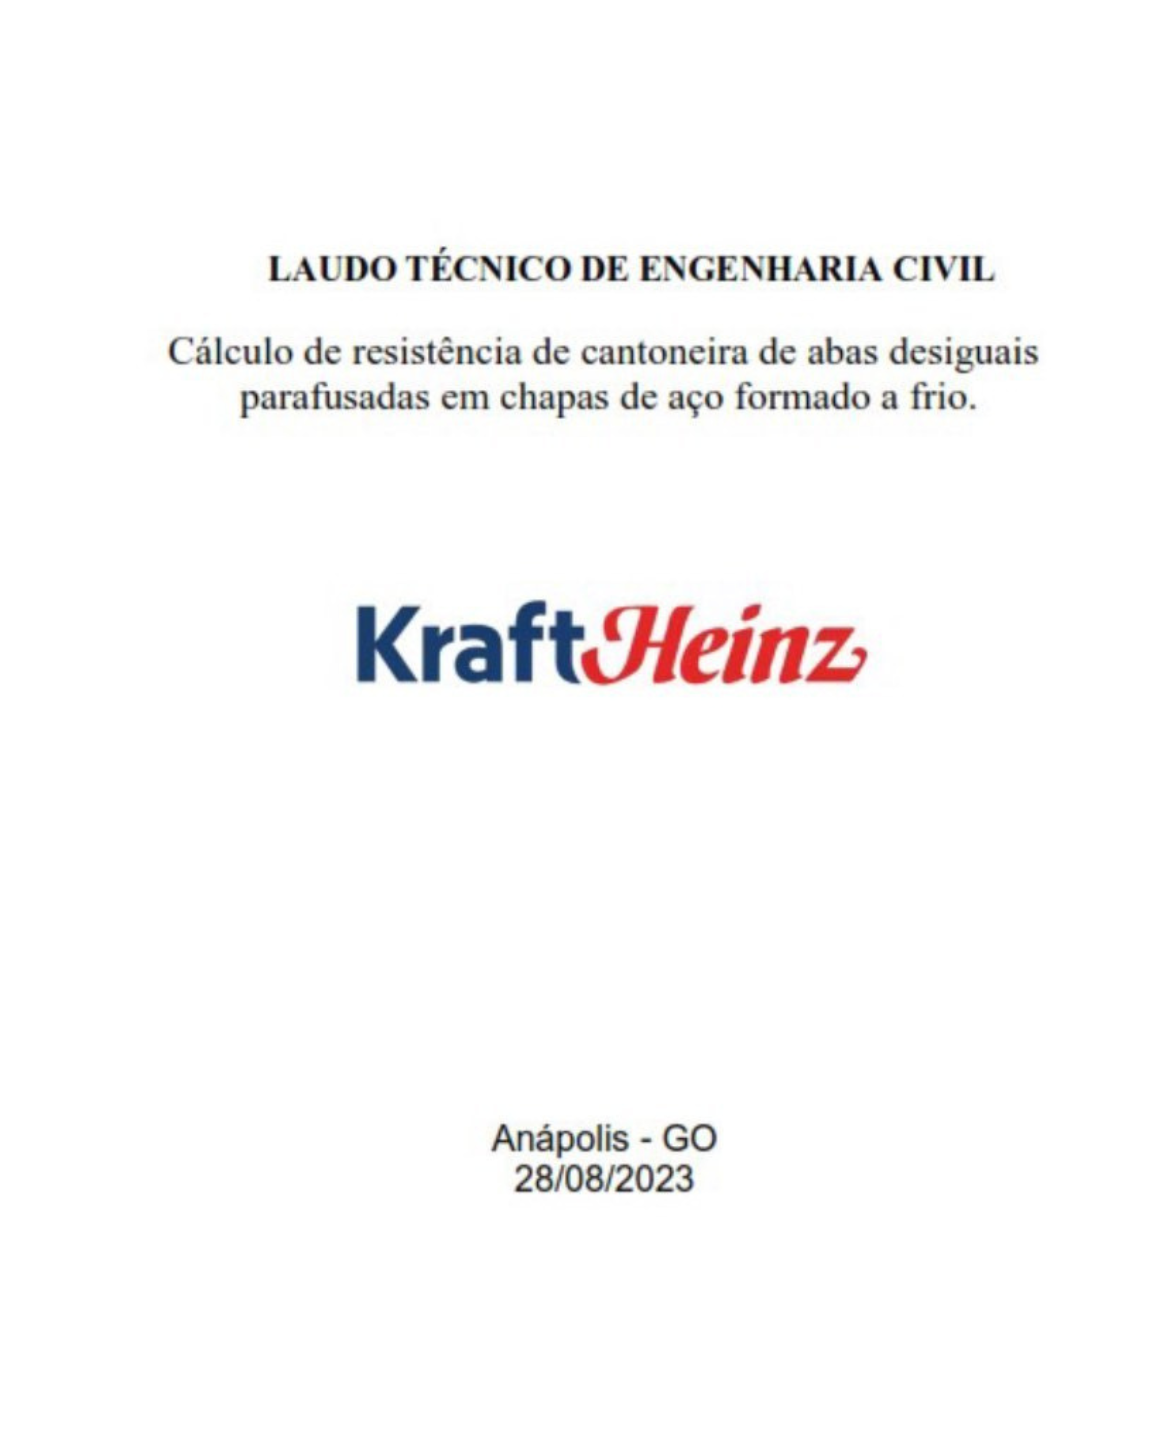 LAUDO TÉCNICO DE ENGENHARIA CIVIL
Cálculo de resistência de cantoneira de abas desiguais
parafusadas em chapas de aço formado a frio.
KraftHeinz
Anápolis - GO
28/08/2023